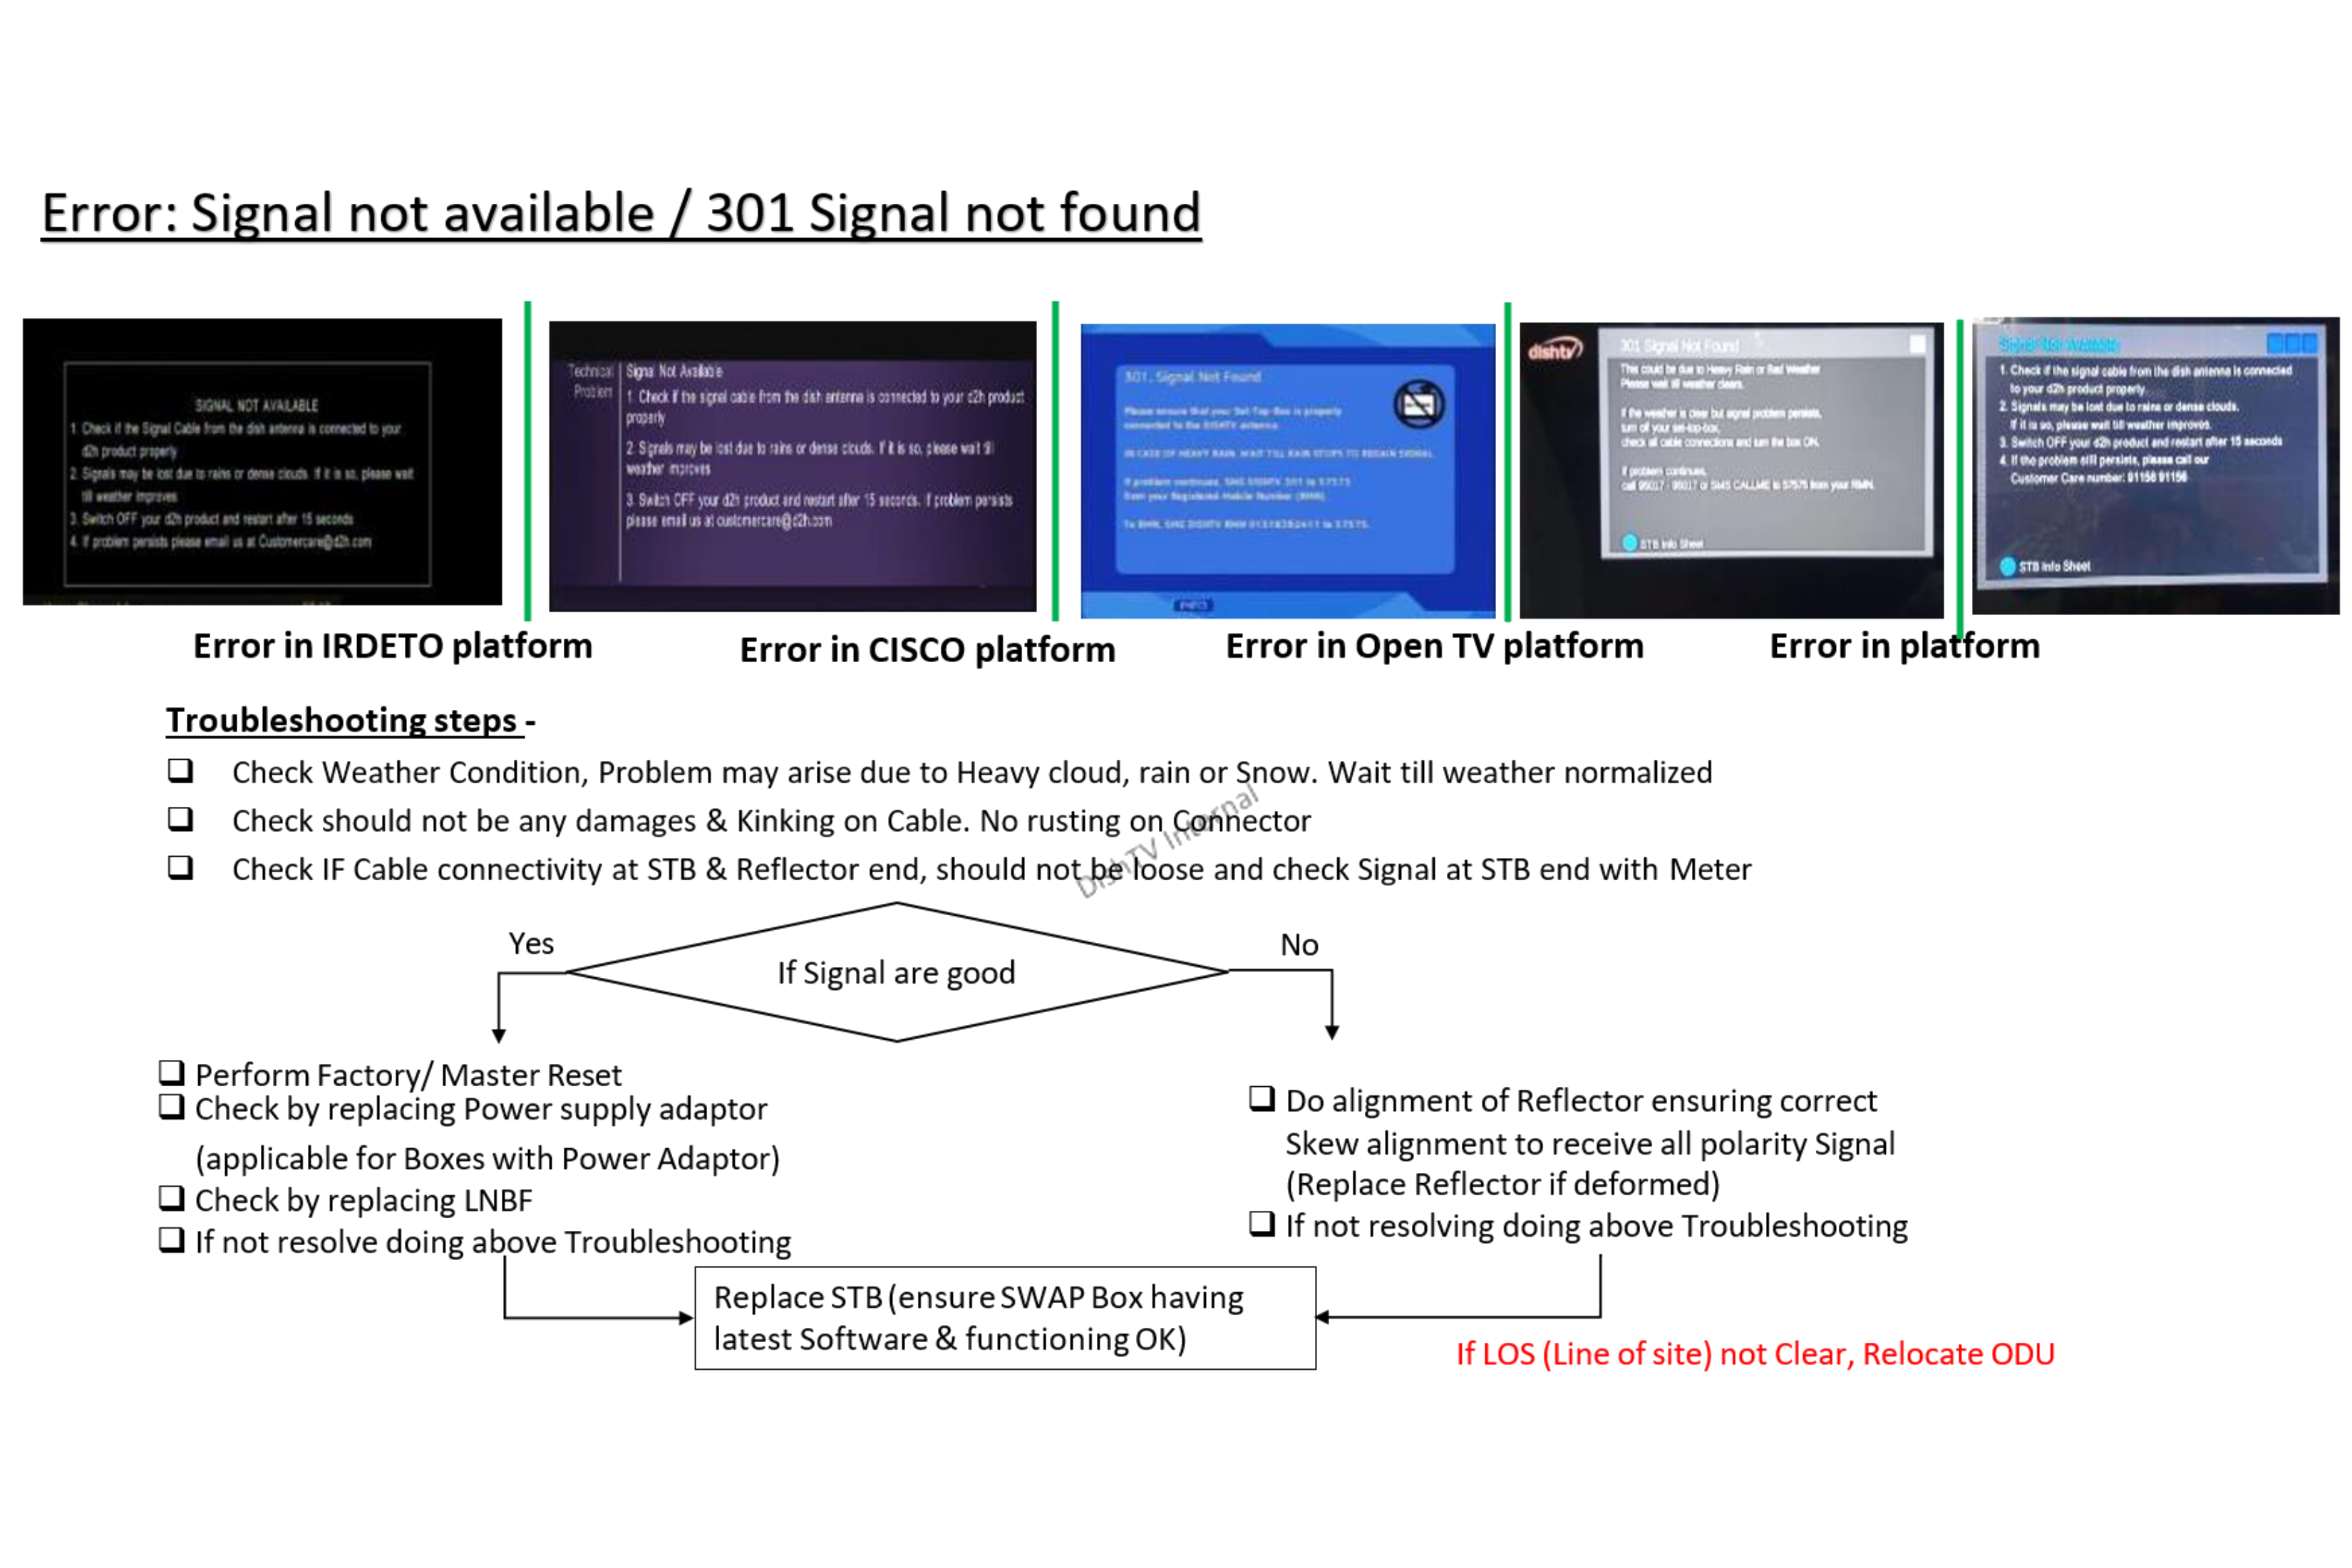 Error: Signal not available / 301 Signal not found
SIGNAL NOT AVAILABLE
1. Check if the Signal Cable from the dish antenna is connected to your
d2h product properly
2. Signals may be lost due to rains or dense clouds. If it is so, please wait
till weather improves
3. Switch OFF your d2h product and restart after 15 seconds
4. If problem persists please email us at Customercare@d2h.com
Technical
Problem
Signal Not Available
1. Check if the signal cable from the dish antenna is connected to your d2h product
properly
2. Signals may be lost due to rains or dense clouds. If it is so, please wait till
weather improves
3. Switch OFF your d2h product and restart after 15 seconds. If problem persists
please email us at customercare@d2h.com
301. Signal Not Found
Please ensure that your Set-Top-Box is properly
connected to the DISHTV antenna.
IN CASE OF HEAVY RAIN, WAIT TILL RAIN STOPS TO REGAIN SIGNAL.
If problem continues, SMS DISHTV 301 to 57575
from your Registered Mobile Number (RMN).
To RMN, SMS DISHTV RMN to 57575.
INFO
dishtv
301 Signal Not Found
This could be due to Heavy Rain or Bad Weather
Please wait till weather clears.
If the weather is clear but signal problem persists,
turn of your set-top-box,
check all cable connections and turn the box ON.
If problem continues,
call 95017 - 95017 or SMS CALLME to 57575 from your RMN.
STB Info Sheet
Signal Not Available
1. Check if the signal cable from the dish antenna is connected
to your d2h product properly.
2. Signals may be lost due to rains or dense clouds.
If it is so, please wait till weather improves.
3. Switch OFF your d2h product and restart after 15 seconds
4. If the problem still persists, please call our
Customer Care number: 91156 91156
STB Info Sheet
Error in IRDETO platform
Error in CISCO platform
Error in Open TV platform
Error in platform
Troubleshooting steps -
Check Weather Condition, Problem may arise due to Heavy cloud, rain or Snow. Wait till weather normalized
Check should not be any damages & Kinking on Cable. No rusting on Connector
Check IF Cable connectivity at STB & Reflector end, should not be loose and check Signal at STB end with Meter
DishTV Internal
Yes
If Signal are good
No
Perform Factory/ Master Reset
Check by replacing Power supply adaptor
(applicable for Boxes with Power Adaptor)
Check by replacing LNBF
If not resolve doing above Troubleshooting
Do alignment of Reflector ensuring correct
Skew alignment to receive all polarity Signal
(Replace Reflector if deformed)
If not resolving doing above Troubleshooting
Replace STB (ensure SWAP Box having
latest Software & functioning OK)
If LOS (Line of site) not Clear, Relocate ODU